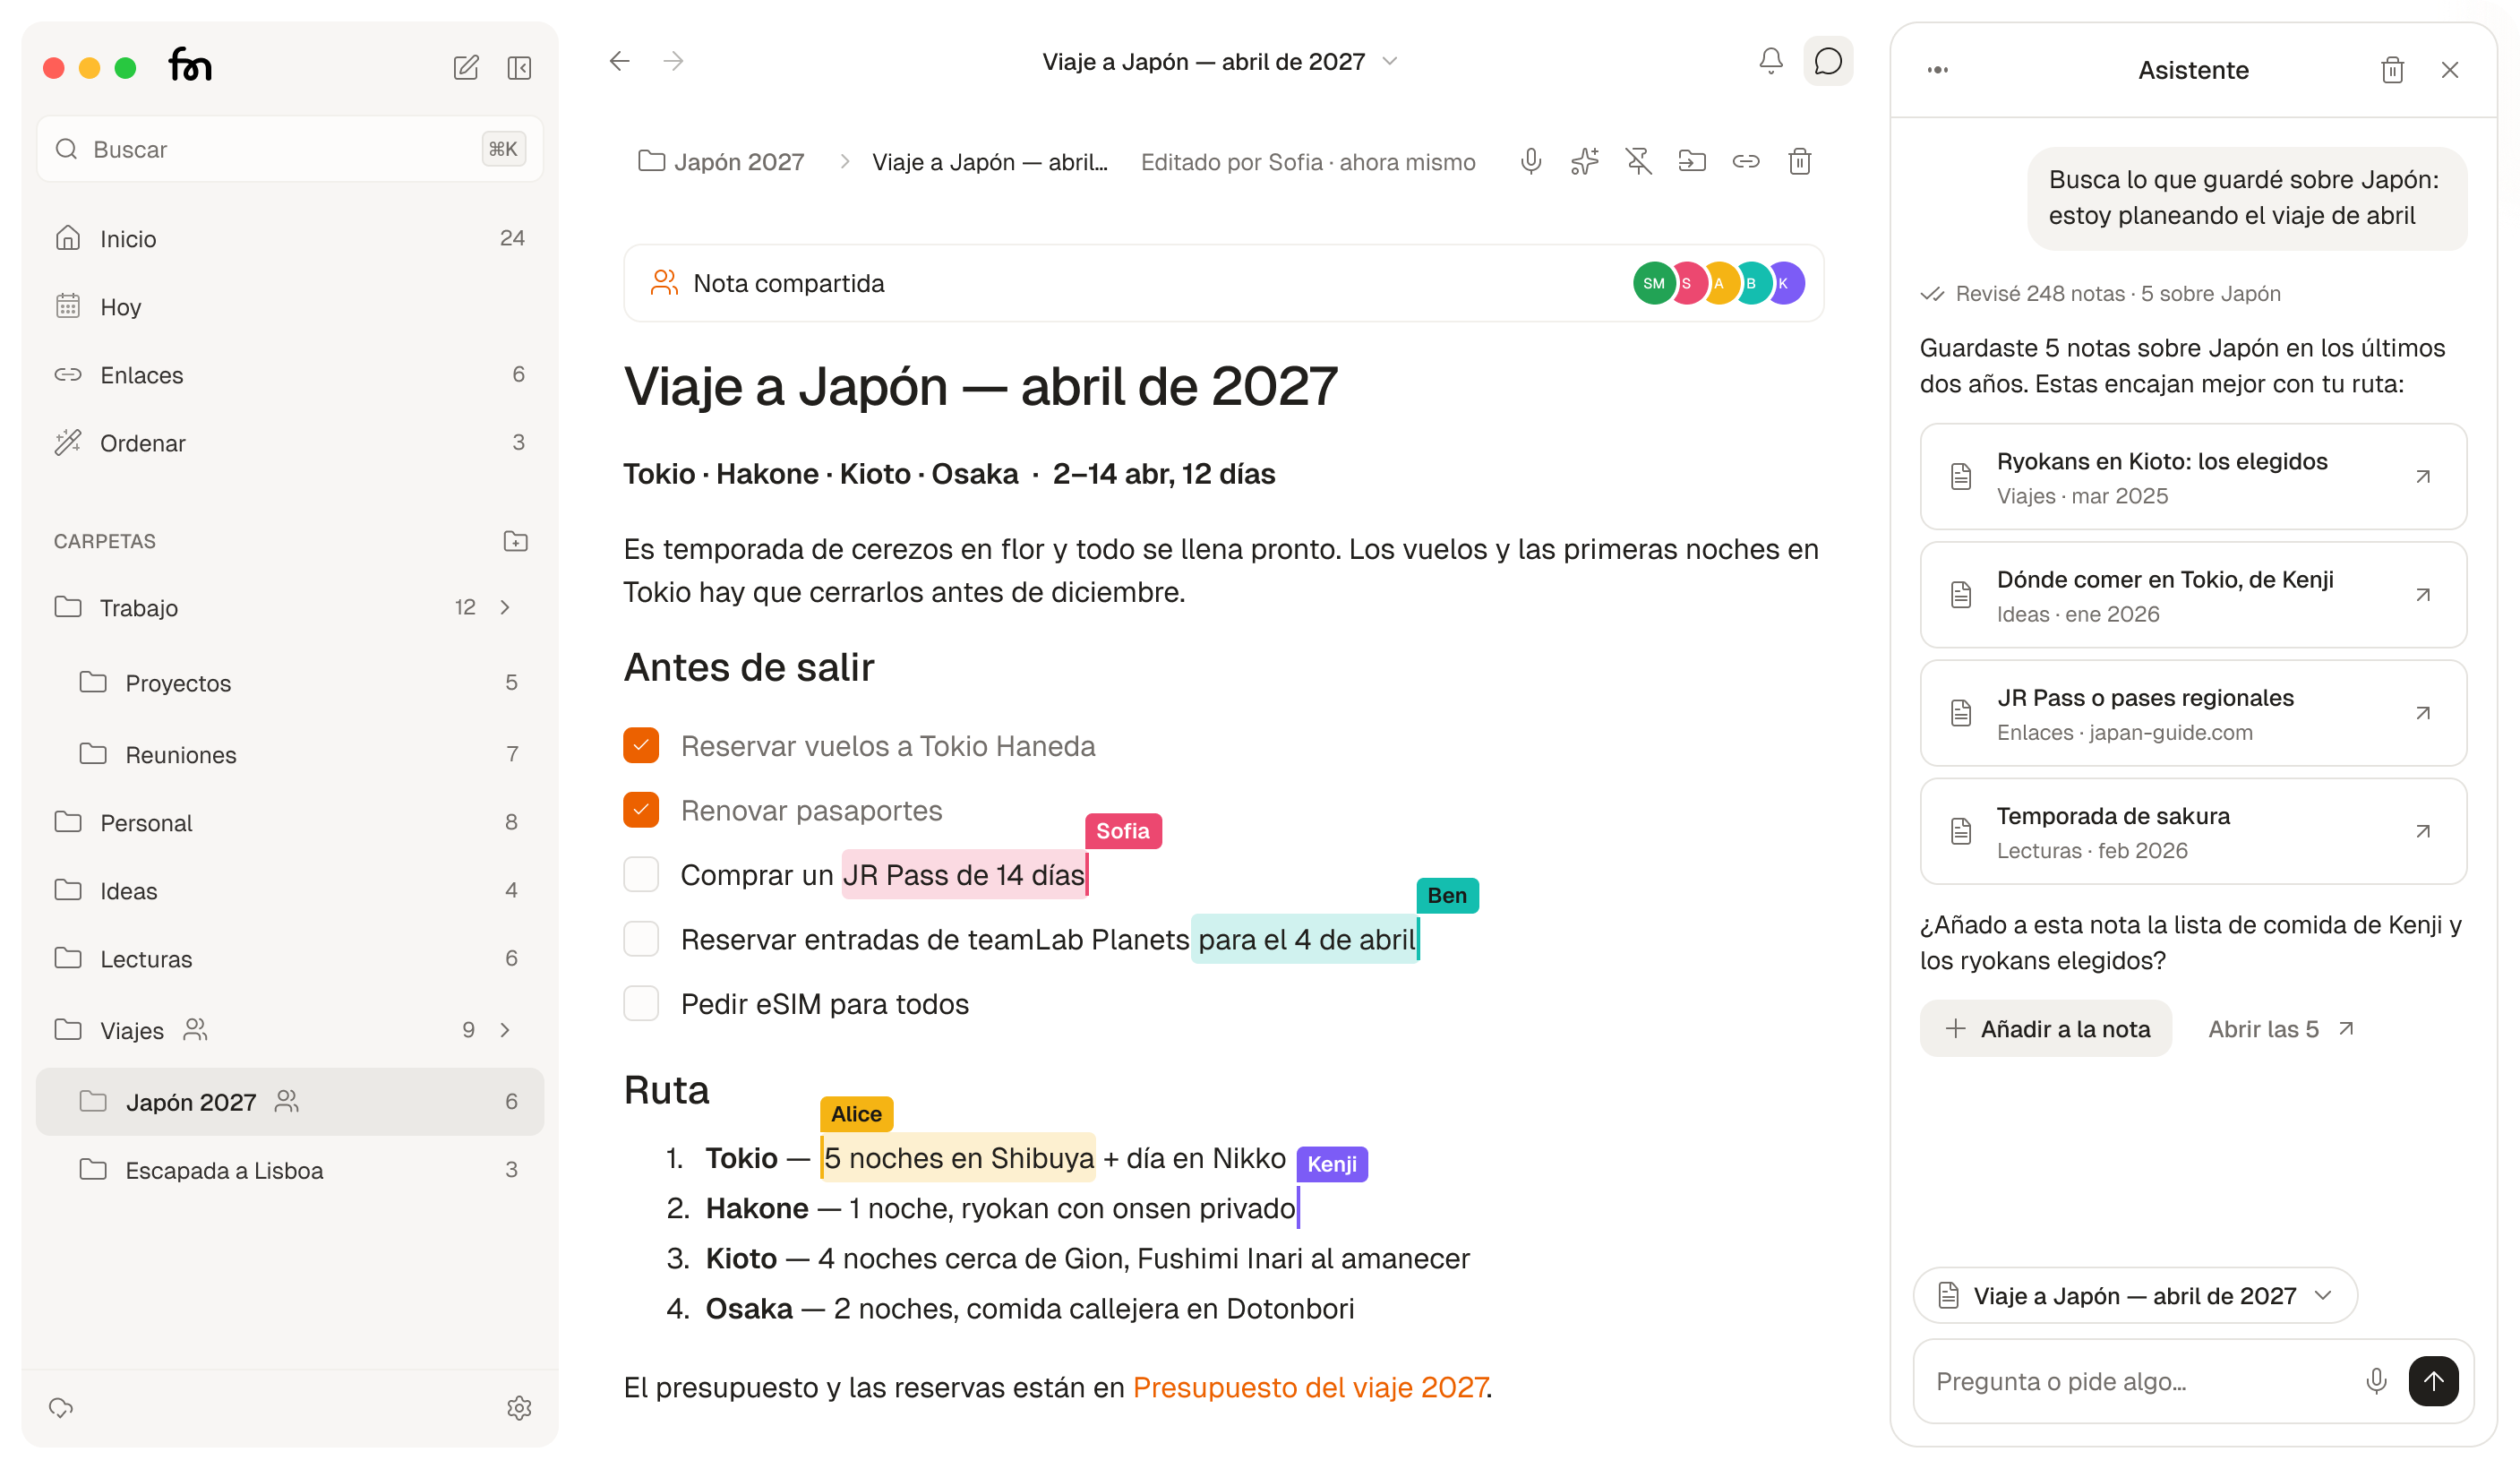 fnn
Buscar
⌘K
Inicio 24
Hoy
Enlaces 6
Ordenar 3
CARPETAS
Trabajo 12
Proyectos 5
Reuniones 7
Personal 8
Ideas 4
Lecturas 6
Viajes 9
Japón 2027 6
Escapada a Lisboa 3
Viaje a Japón — abril de 2027
Japón 2027
Viaje a Japón — abril...
Editado por Sofia · ahora mismo
Nota compartida
SM S A B K
Viaje a Japón — abril de 2027
Tokio · Hakone · Kioto · Osaka · 2–14 abr, 12 días
Es temporada de cerezos en flor y todo se llena pronto. Los vuelos y las primeras noches en
Tokio hay que cerrarlos antes de diciembre.
Antes de salir
Reservar vuelos a Tokio Haneda
Renovar pasaportes
Sofia
Comprar un JR Pass de 14 días
Ben
Reservar entradas de teamLab Planets para el 4 de abril
Pedir eSIM para todos
Ruta
Alice
1. Tokio — 5 noches en Shibuya + día en Nikko
Kenji
2. Hakone — 1 noche, ryokan con onsen privado
3. Kioto — 4 noches cerca de Gion, Fushimi Inari al amanecer
4. Osaka — 2 noches, comida callejera en Dotonbori
El presupuesto y las reservas están en Presupuesto del viaje 2027.
Asistente
Busca lo que guardé sobre Japón:
estoy planeando el viaje de abril
Revisé 248 notas · 5 sobre Japón
Guardaste 5 notas sobre Japón en los últimos
dos años. Estas encajan mejor con tu ruta:
Ryokans en Kioto: los elegidos
Viajes · mar 2025
Dónde comer en Tokio, de Kenji
Ideas · ene 2026
JR Pass o pases regionales
Enlaces · japan-guide.com
Temporada de sakura
Lecturas · feb 2026
¿Añado a esta nota la lista de comida de Kenji y
los ryokans elegidos?
Añadir a la nota
Abrir las 5
Viaje a Japón — abril de 2027
Pregunta o pide algo...